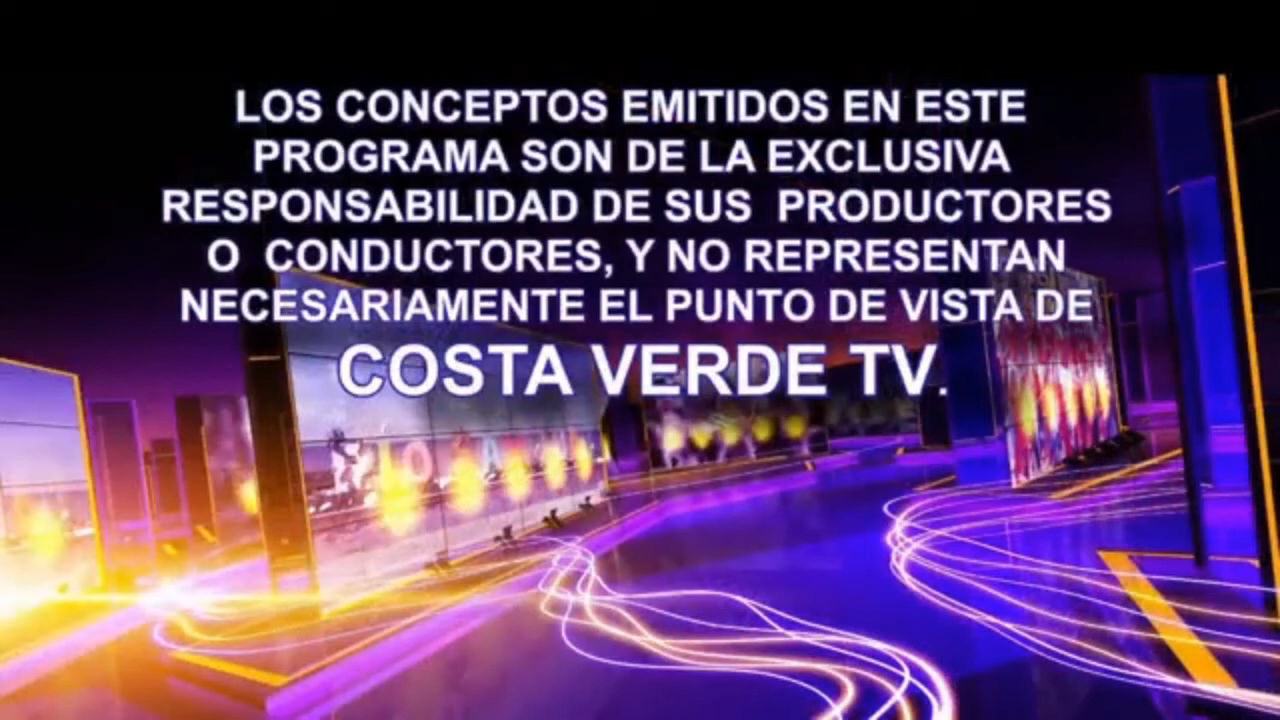 LOS CONCEPTOS EMITIDOS EN ESTE
PROGRAMA SON DE LA EXCLUSIVA
RESPONSABILIDAD DE SUS PRODUCTORES
O CONDUCTORES, Y NO REPRESENTAN
NECESARIAMENTE EL PUNTO DE VISTA DE
COSTA VERDE TV.